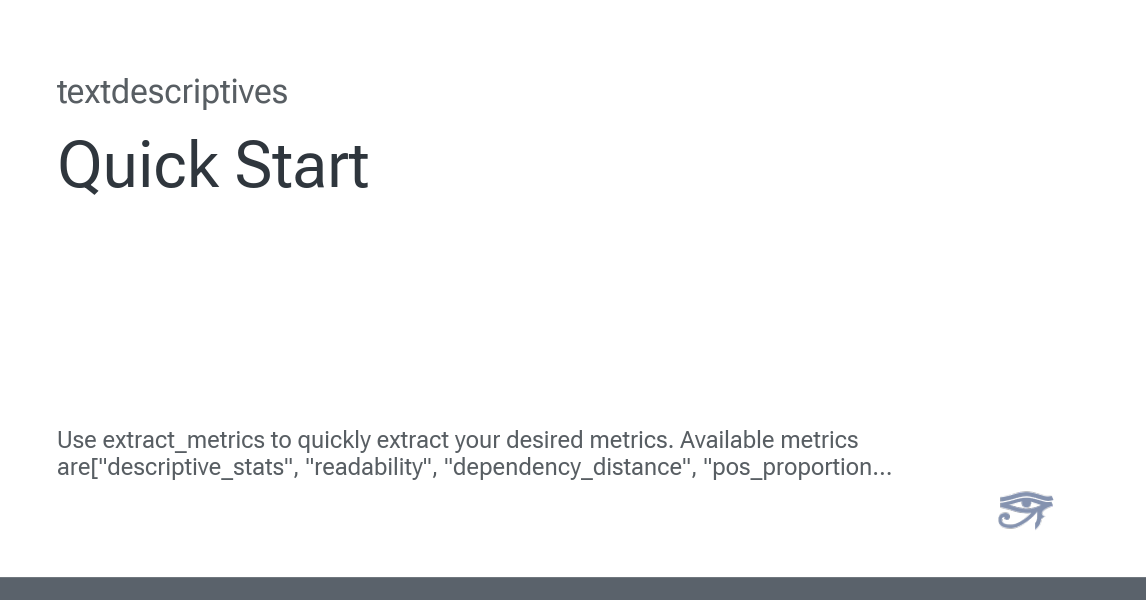 textdescriptives
Quick Start
Use extract_metrics to quickly extract your desired metrics. Available metrics
are["descriptive_stats", "readability", "dependency_distance", "pos_proportion...